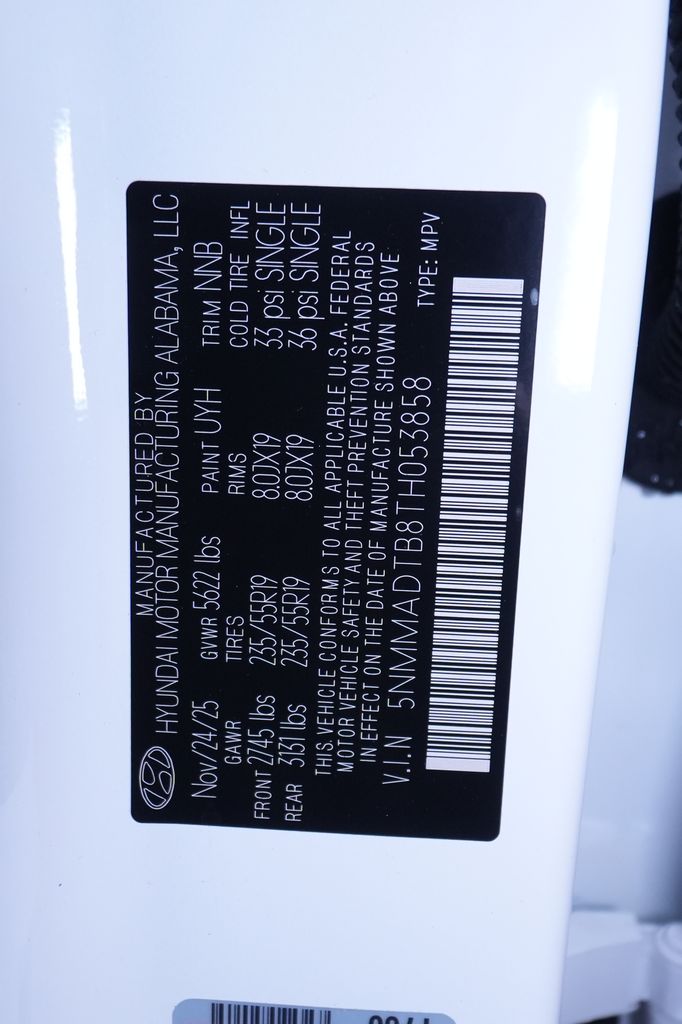 MANUFACTURED BY
HYUNDAI MOTOR MANUFACTURING ALABAMA, LLC
Nov/24/25 GVWR 5622 lbs PAINT UYH TRIM NNB
GAWR TIRES RIMS COLD TIRE INFL
FRONT 2745 lbs 235/55R19 8.0JX19 33 psi SINGLE
REAR 3131 lbs 235/55R19 8.0JX19 36 psi SINGLE
THIS VEHICLE CONFORMS TO ALL APPLICABLE U.S.A. FEDERAL
MOTOR VEHICLE SAFETY AND THEFT PREVENTION STANDARDS
IN EFFECT ON THE DATE OF MANUFACTURE SHOWN ABOVE
V.I.N 5NMMADTB8TH053858 TYPE: MPV